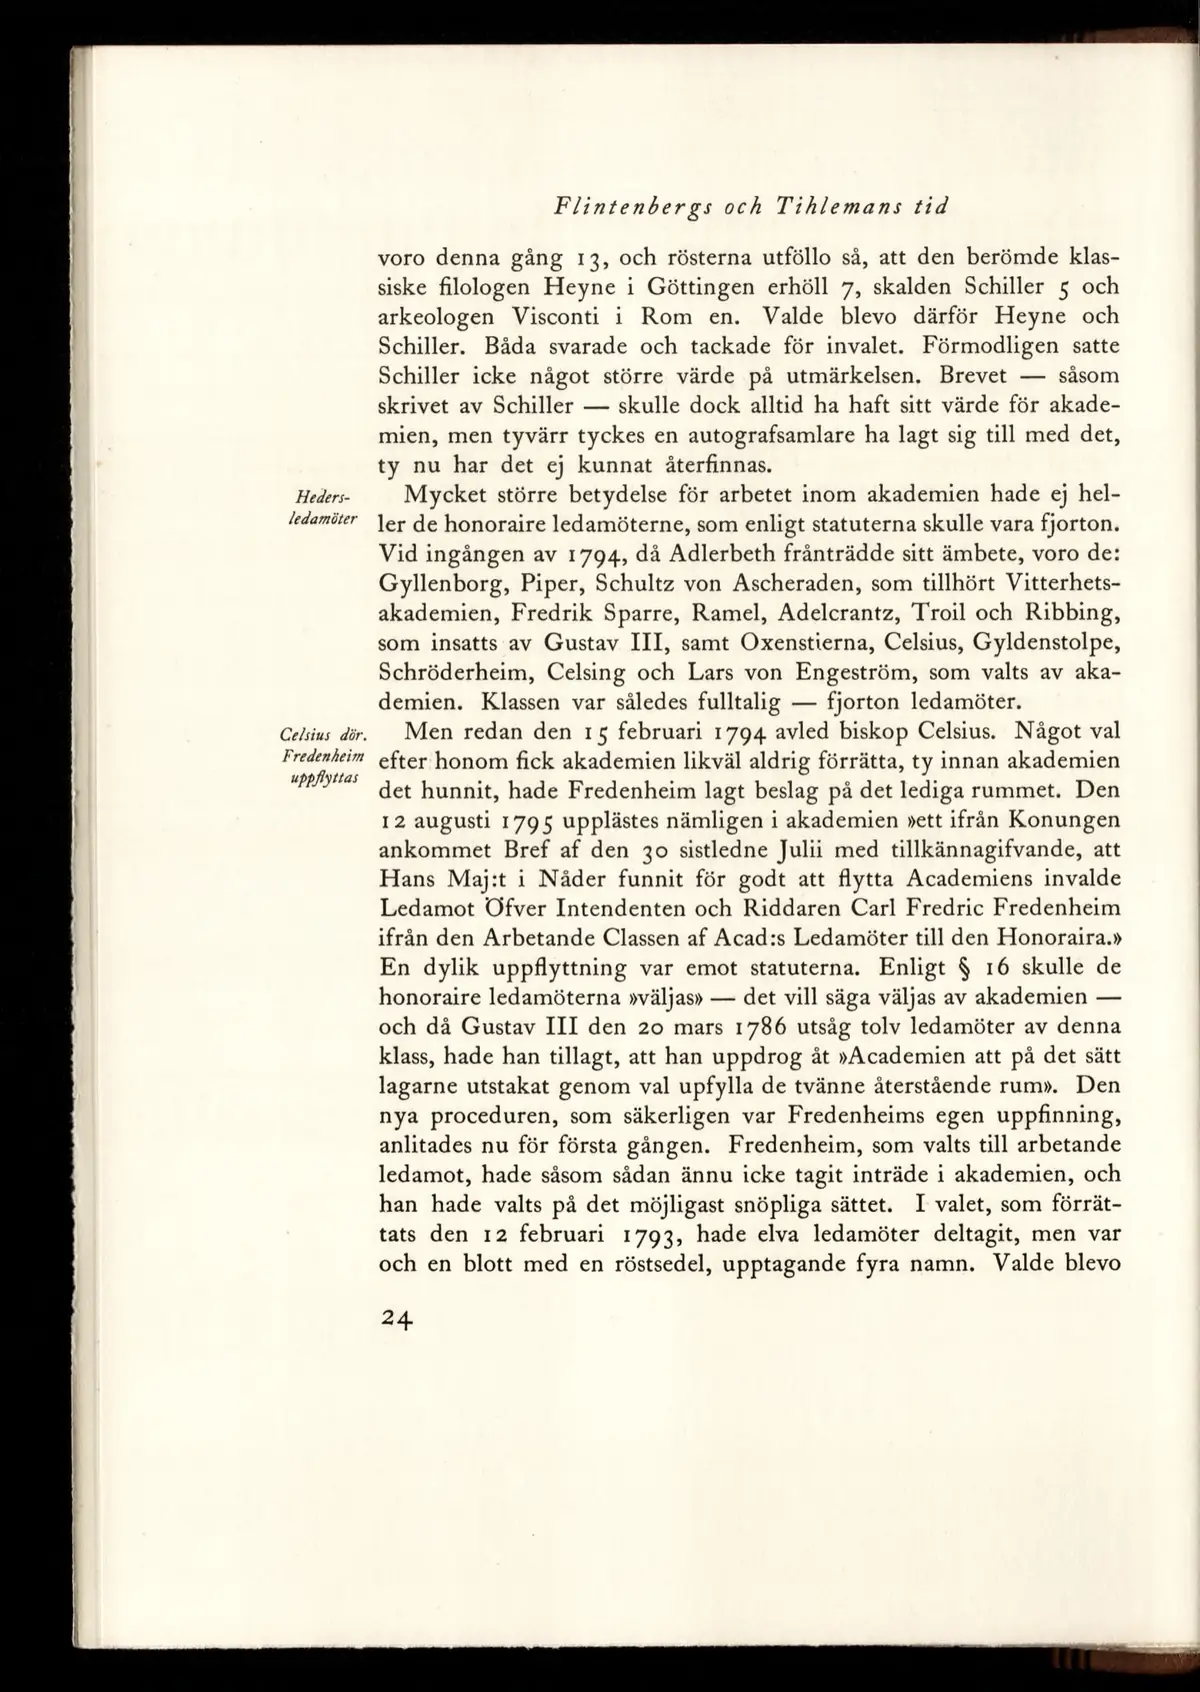 Flintenbergs och Tihlemans tid
voro denna gång 13, och rösterna utföllo så, att den berömde klas-
siske filologen Heyne i Göttingen erhöll 7, skalden Schiller 5 och
arkeologen Visconti i Rom en. Valde blevo därför Heyne och
Schiller. Båda svarade och tackade för invalet. Förmodligen satte
Schiller icke något större värde på utmärkelsen. Brevet — såsom
skrivet av Schiller — skulle dock alltid ha haft sitt värde för akade-
mien, men tyvärr tyckes en autografsamlare ha lagt sig till med det,
ty nu har det ej kunnat återfinnas.
Heders-
ledamöter
Mycket större betydelse för arbetet inom akademien hade ej hel-
ler de honoraire ledamöterne, som enligt statuterna skulle vara fjorton.
Vid ingången av 1794, då Adlerbeth frånträdde sitt ämbete, voro de:
Gyllenborg, Piper, Schultz von Ascheraden, som tillhört Vitterhets-
akademien, Fredrik Sparre, Ramel, Adelcrantz, Troil och Ribbing,
som insatts av Gustav III, samt Oxenstierna, Celsius, Gyldenstolpe,
Schröderheim, Celsing och Lars von Engeström, som valts av aka-
demien. Klassen var således fulltalig — fjorton ledamöter.
Celsius dör.
Fredenheim
uppflyttas
Men redan den 15 februari 1794 avled biskop Celsius. Något val
efter honom fick akademien likväl aldrig förrätta, ty innan akademien
det hunnit, hade Fredenheim lagt beslag på det lediga rummet. Den
12 augusti 1795 upplästes nämligen i akademien »ett ifrån Konungen
ankommet Bref af den 30 sistledne Julii med tillkännagifvande, att
Hans Maj:t i Nåder funnit för godt att flytta Academiens invalde
Ledamot Öfver Intendenten och Riddaren Carl Fredric Fredenheim
ifrån den Arbetande Classen af Acad:s Ledamöter till den Honoraira.»
En dylik uppflyttning var emot statuterna. Enligt § 16 skulle de
honoraire ledamöterna »väljas» — det vill säga väljas av akademien —
och då Gustav III den 20 mars 1786 utsåg tolv ledamöter av denna
klass, hade han tillagt, att han uppdrog åt »Academien att på det sätt
lagarne utstakat genom val upfylla de tvänne återstående rum». Den
nya proceduren, som säkerligen var Fredenheims egen uppfinning,
anlitades nu för första gången. Fredenheim, som valts till arbetande
ledamot, hade såsom sådan ännu icke tagit inträde i akademien, och
han hade valts på det möjligast snöpliga sättet. I valet, som förrät-
tats den 12 februari 1793, hade elva ledamöter deltagit, men var
och en blott med en röstsedel, upptagande fyra namn. Valde blevo
24